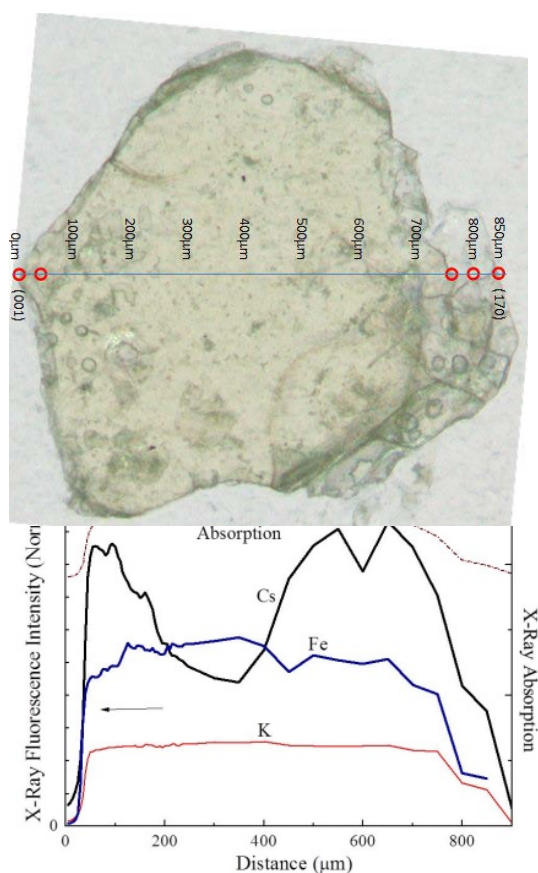 0μm 100μm 200μm 300μm 400μm 500μm 600μm 700μm 800μm 850μm
(001) (170)
X-Ray Fluorescence Intensity (Nor
Absorption
Cs
Fe
K
X-Ray Absorption
0
0 200 400 600 800
Distance (μm)